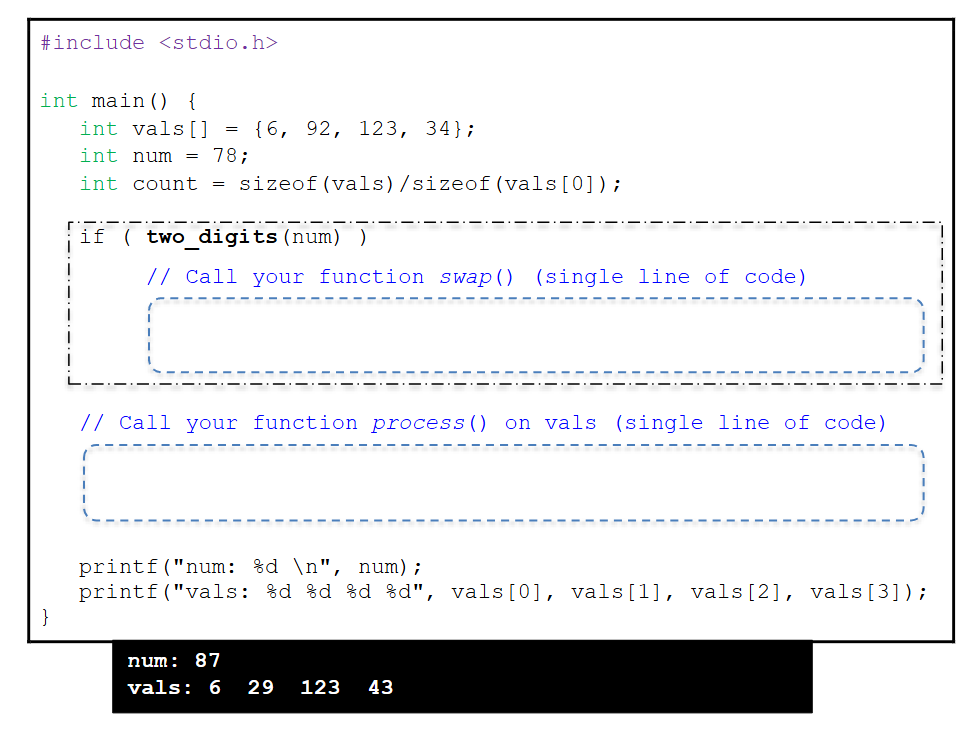 #include <stdio.h>
int main() {
int vals[] = {6, 92, 123, 34};
int num = 78;
int count = sizeof(vals)/sizeof(vals[0]);
if ( two_digits(num) )
// Call your function swap() (single line of code)
// Call your function process() on vals (single line of code)
printf("num: %d \n", num);
printf("vals: %d %d %d %d", vals[0], vals[1], vals[2], vals[3]);
}
num: 87
vals: 6  29  123  43